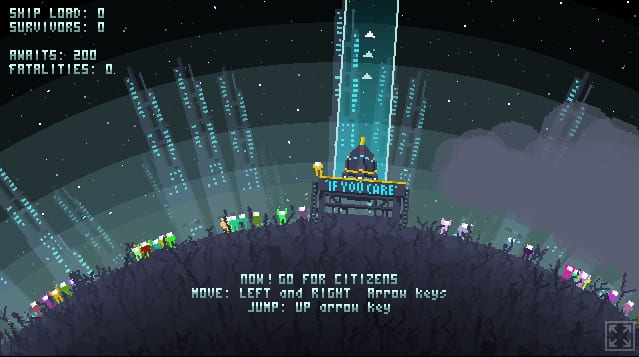 SHIP LOAD: 0
SURVIVORS: 0
AWAITS: 200
FATALITIES: 0
IF YOU CARE
NOW! GO FOR CITIZENS
MOVE: LEFT and RIGHT Arrow keys
JUMP: UP arrow key